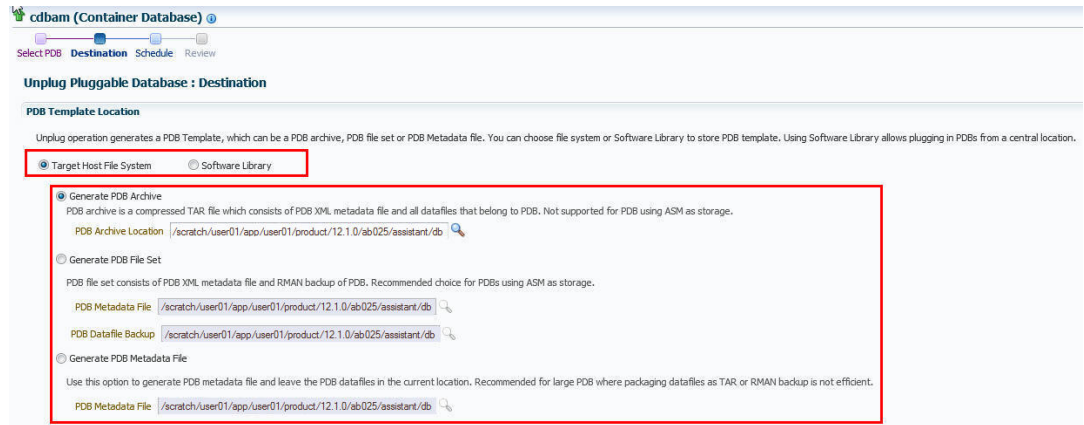 cdbam (Container Database)
Select PDB Destination Schedule Review
Unplug Pluggable Database : Destination
PDB Template Location
Unplug operation generates a PDB Template, which can be a PDB archive, PDB file set or PDB Metadata file. You can choose file system or Software Library to store PDB template. Using Software Library allows plugging in PDBs from a central location.
Target Host File System Software Library
Generate PDB Archive
PDB archive is a compressed TAR file which consists of PDB XML metadata file and all datafiles that belong to PDB. Not supported for PDB using ASM as storage.
PDB Archive Location /scratch/user01/app/user01/product/12.1.0/ab025/assistant/db
Generate PDB File Set
PDB file set consists of PDB XML metadata file and RMAN backup of PDB. Recommended choice for PDBs using ASM as storage.
PDB Metadata File /scratch/user01/app/user01/product/12.1.0/ab025/assistant/db
PDB Datafile Backup /scratch/user01/app/user01/product/12.1.0/ab025/assistant/db
Generate PDB Metadata File
Use this option to generate PDB metadata file and leave the PDB datafiles in the current location. Recommended for large PDB where packaging datafiles as TAR or RMAN backup is not efficient.
PDB Metadata File /scratch/user01/app/user01/product/12.1.0/ab025/assistant/db